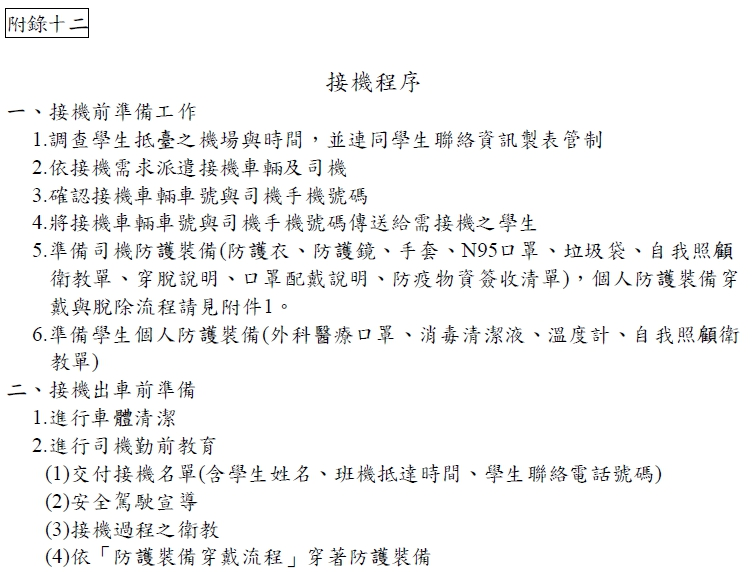 附錄十二
接機程序
一、接機前準備工作
1.調查學生抵臺之機場與時間，並連同學生聯絡資訊製表管制
2.依接機需求派遣接機車輛及司機
3.確認接機車輛車號與司機手機號碼
4.將接機車輛車號與司機手機號碼傳送給需接機之學生
5.準備司機防護裝備(防護衣、防護鏡、手套、N95口罩、垃圾袋、自我照顧
衛教單、穿脫說明、口罩配戴說明、防疫物資簽收清單)，個人防護裝備穿
戴與脫除流程請見附件1。
6.準備學生個人防護裝備(外科醫療口罩、消毒清潔液、溫度計、自我照顧衛
教單)
二、接機出車前準備
1.進行車體清潔
2.進行司機勤前教育
(1)交付接機名單(含學生姓名、班機抵達時間、學生聯絡電話號碼)
(2)安全駕駛宣導
(3)接機過程之衛教
(4)依「防護裝備穿戴流程」穿著防護裝備